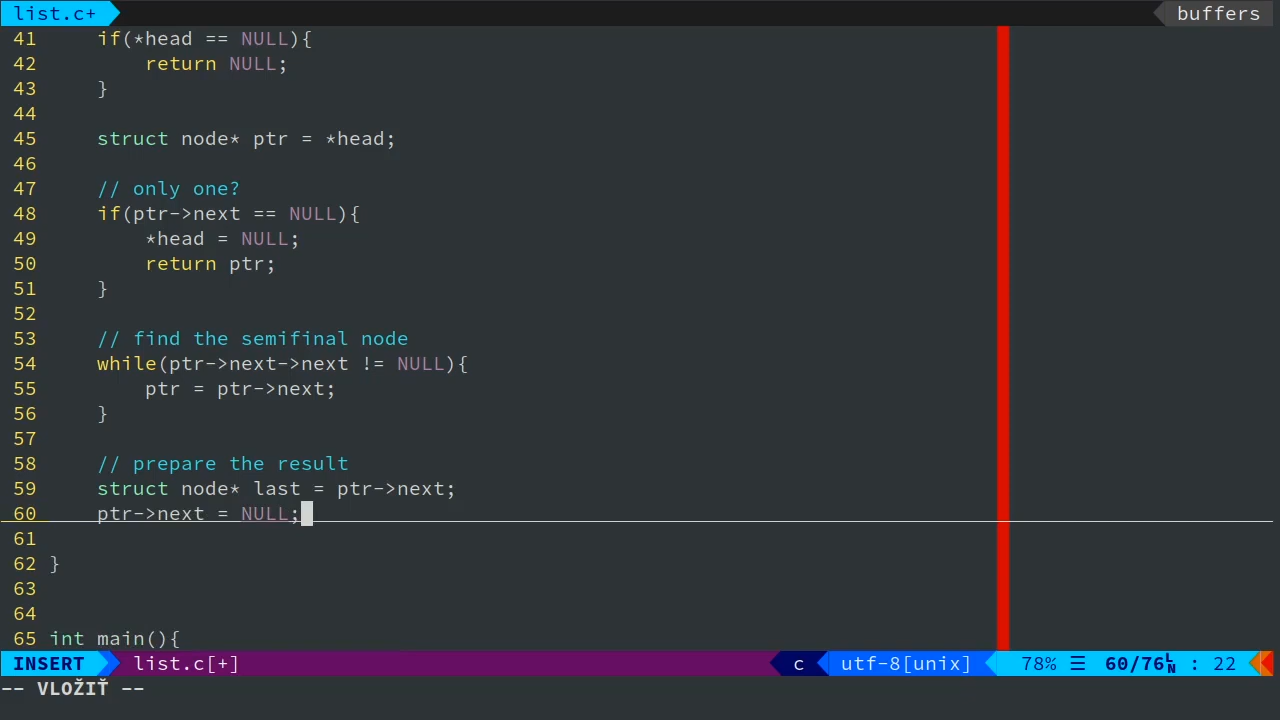 list.c+ buffers
41     if(*head == NULL){
42         return NULL;
43     }
44
45     struct node* ptr = *head;
46
47     // only one?
48     if(ptr->next == NULL){
49         *head = NULL;
50         return ptr;
51     }
52
53     // find the semifinal node
54     while(ptr->next->next != NULL){
55         ptr = ptr->next;
56     }
57
58     // prepare the result
59     struct node* last = ptr->next;
60     ptr->next = NULL;
61
62 }
63
64
65 int main(){
INSERT list.c[+] c utf-8[unix] 78% ☰ 60/76␤ : 22
-- VLOŽIŤ --